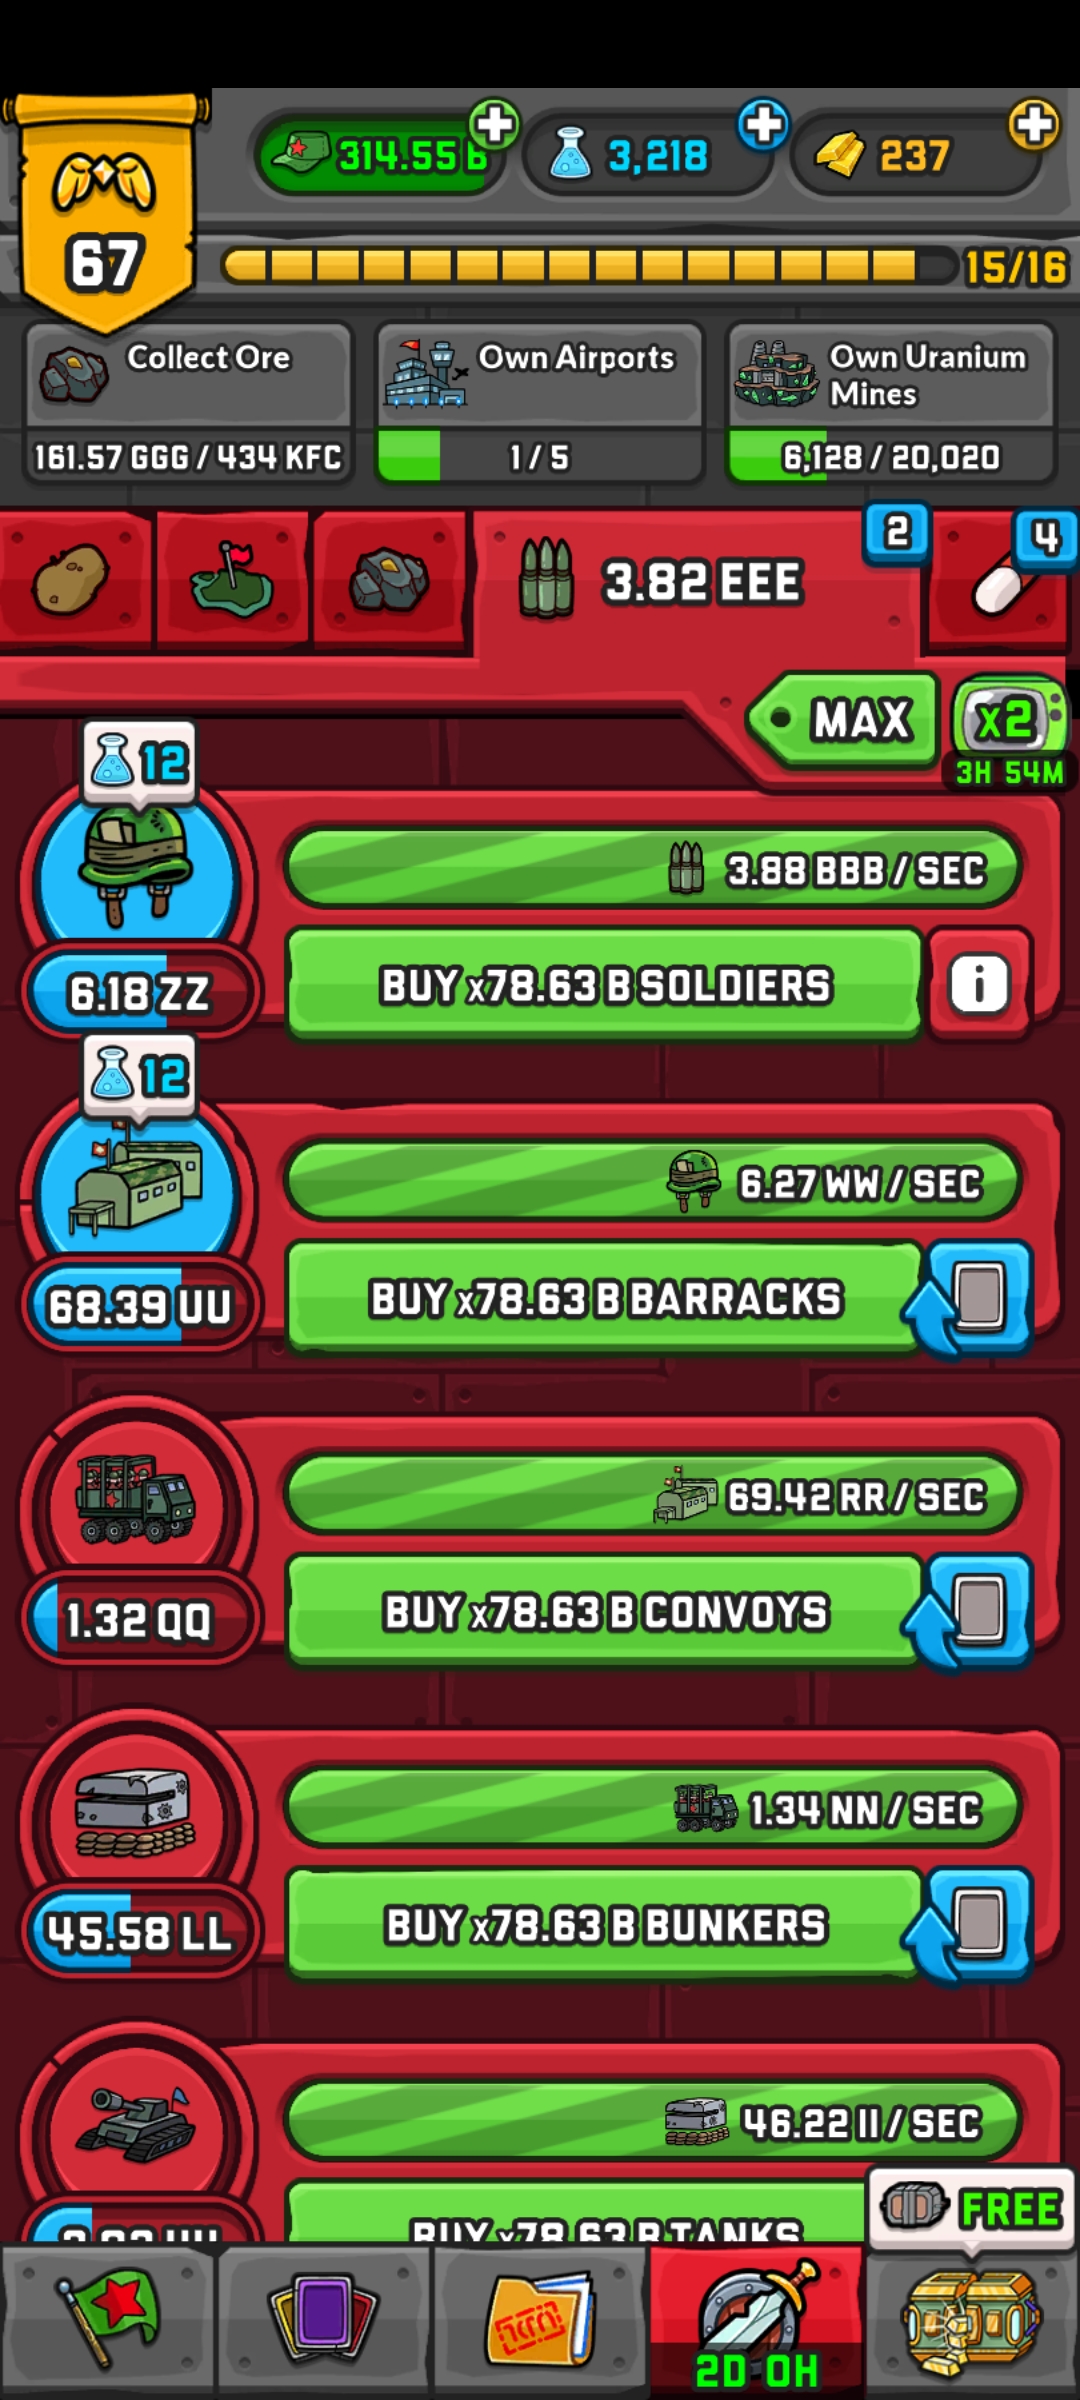 67
314.55 B
3,218
237
15/16
Collect Ore
161.57 GGG / 434 KFC
Own Airports
1 / 5
Own Uranium
Mines
6,128 / 20,020
3.82 EEE
2
4
MAX
x2
3H 54M
12
3.88 BBB / SEC
6.18 ZZ
BUY x78.63 B SOLDIERS
i
12
6.27 WW / SEC
68.39 UU
BUY x78.63 B BARRACKS
69.42 RR / SEC
1.32 QQ
BUY x78.63 B CONVOYS
1.34 NN / SEC
45.58 LL
BUY x78.63 B BUNKERS
46.22 II / SEC
BUY x78.63 B TANKS
FREE
2D 0H